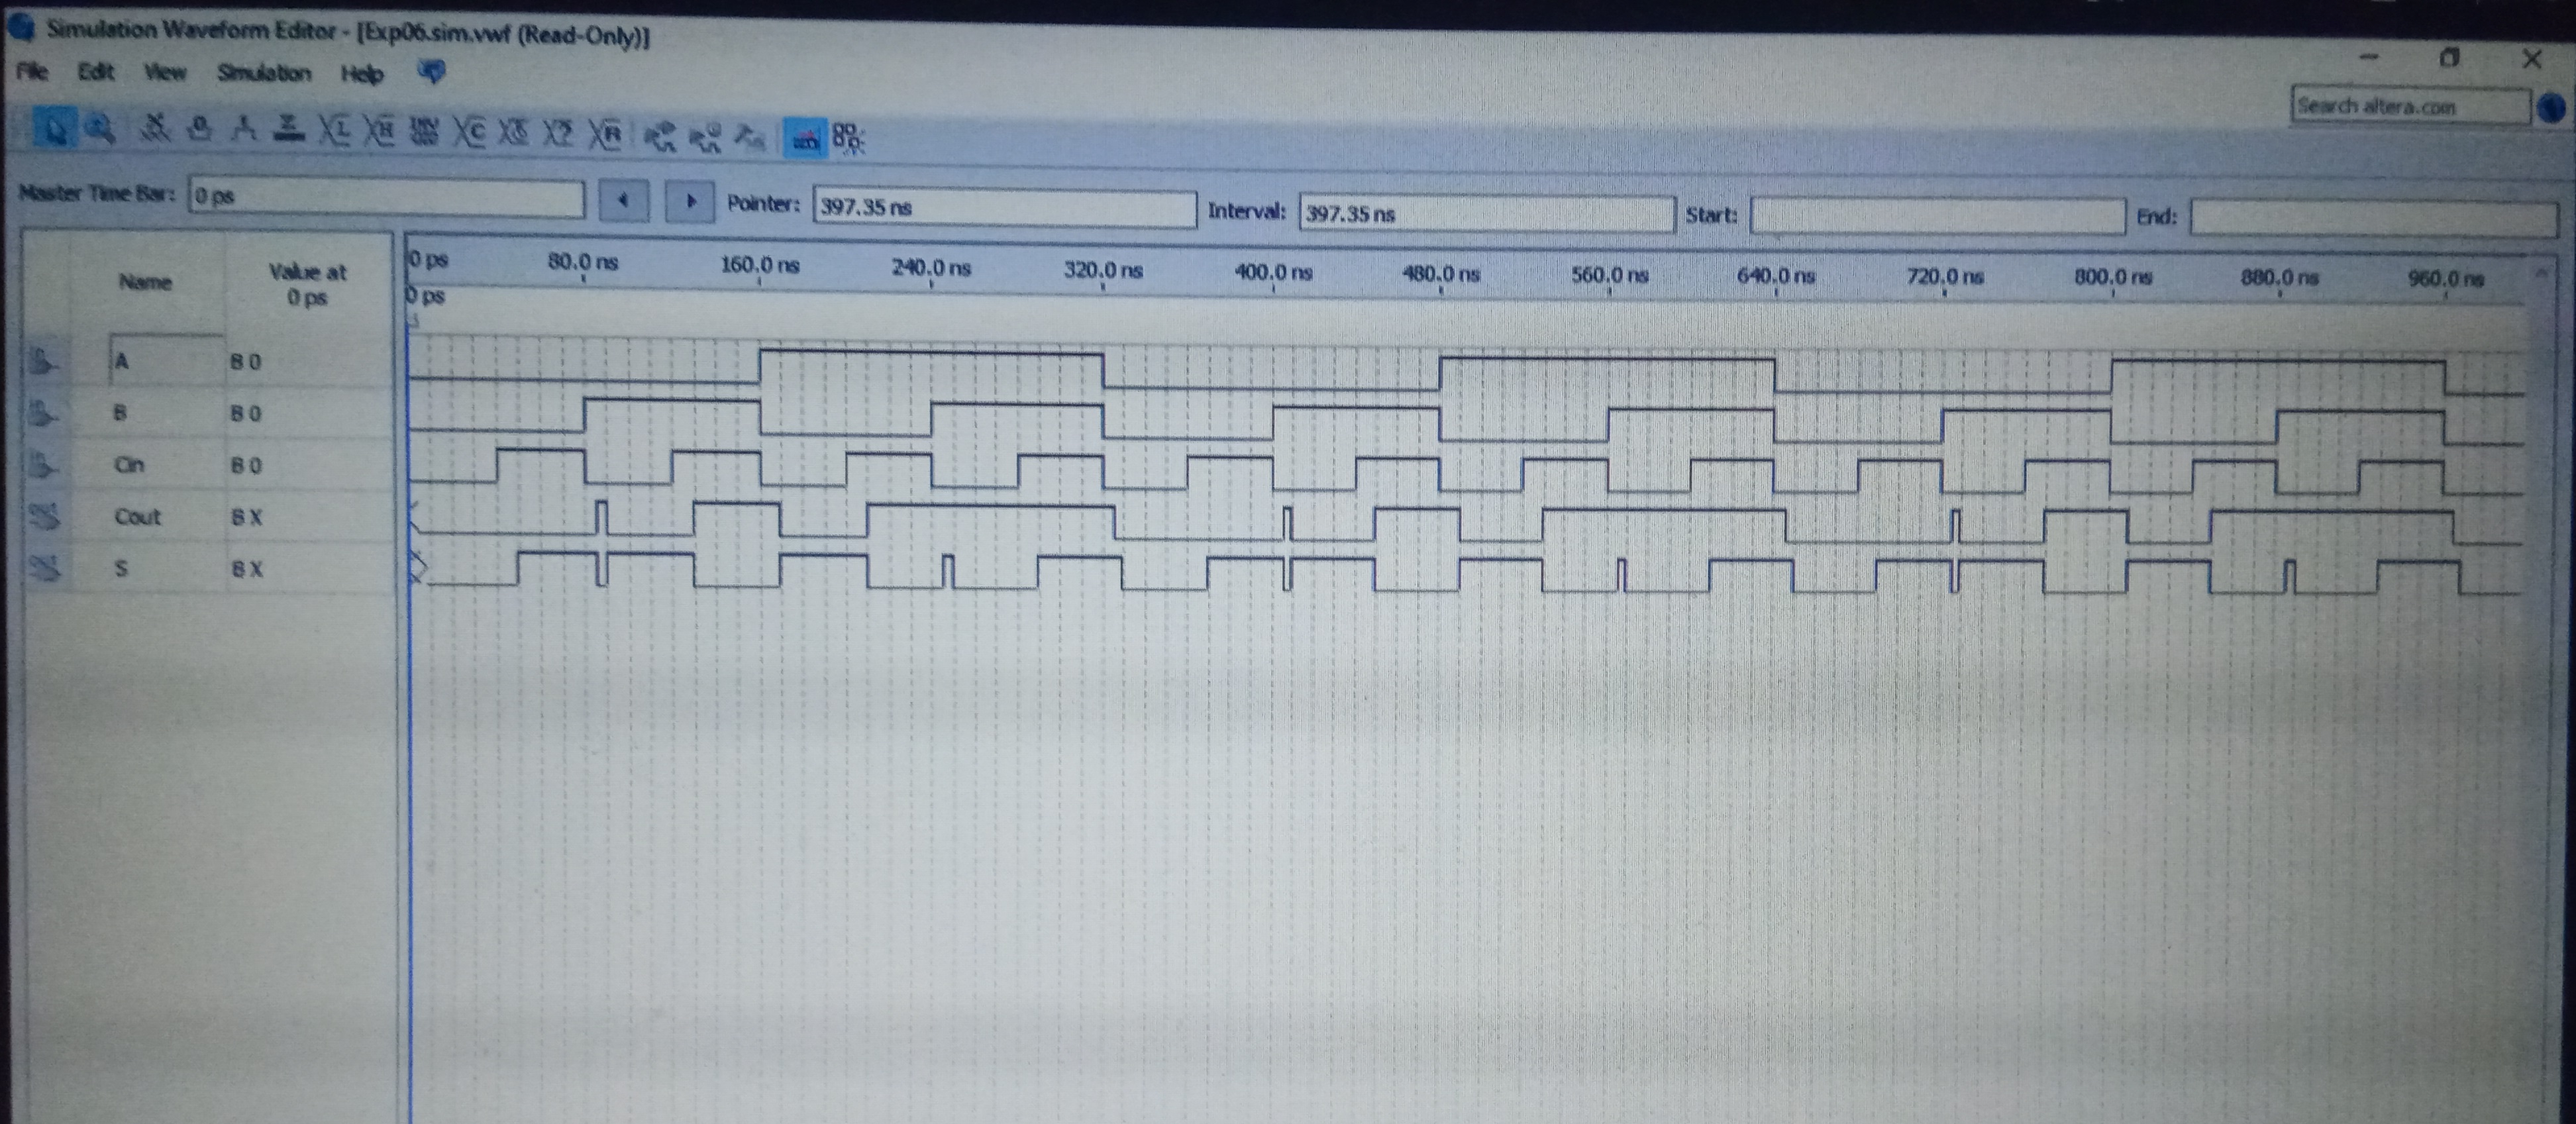 Simulation Waveform Editor - [Exp06.sim.vwf (Read-Only)]
File Edit View Simulation Help
Search altera.com
Master Time Bar: 0 ps Pointer: 397.35 ns Interval: 397.35 ns Start: End:
Name Value at 0 ps
0 ps 80.0 ns 160.0 ns 240.0 ns 320.0 ns 400.0 ns 480.0 ns 560.0 ns 640.0 ns 720.0 ns 800.0 ns 880.0 ns 960.0 ns
0 ps
A B 0
B B 0
Cin B 0
Cout B X
S B X